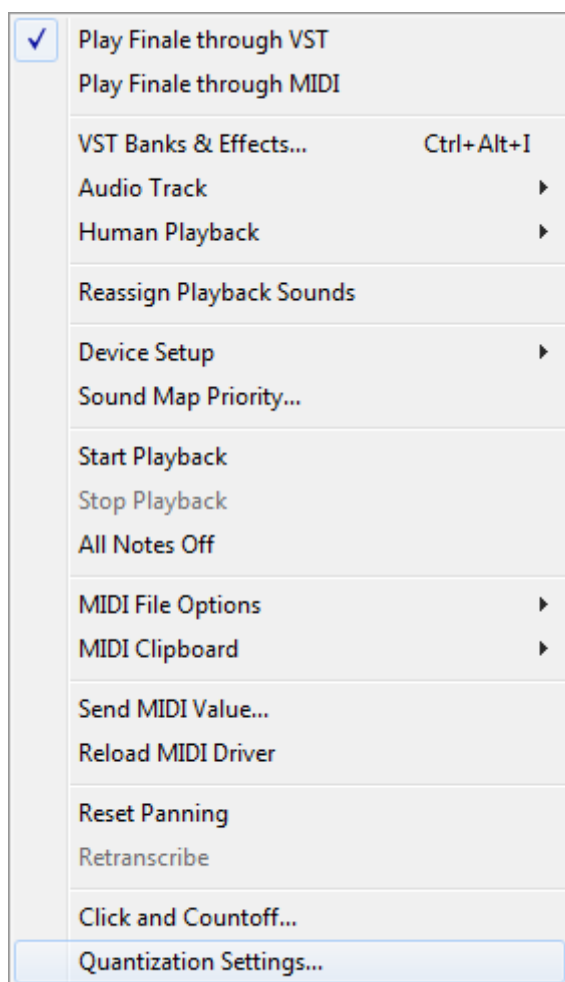 Play Finale through VST
Play Finale through MIDI
VST Banks & Effects... Ctrl+Alt+I
Audio Track
Human Playback
Reassign Playback Sounds
Device Setup
Sound Map Priority...
Start Playback
Stop Playback
All Notes Off
MIDI File Options
MIDI Clipboard
Send MIDI Value...
Reload MIDI Driver
Reset Panning
Retranscribe
Click and Countoff...
Quantization Settings...